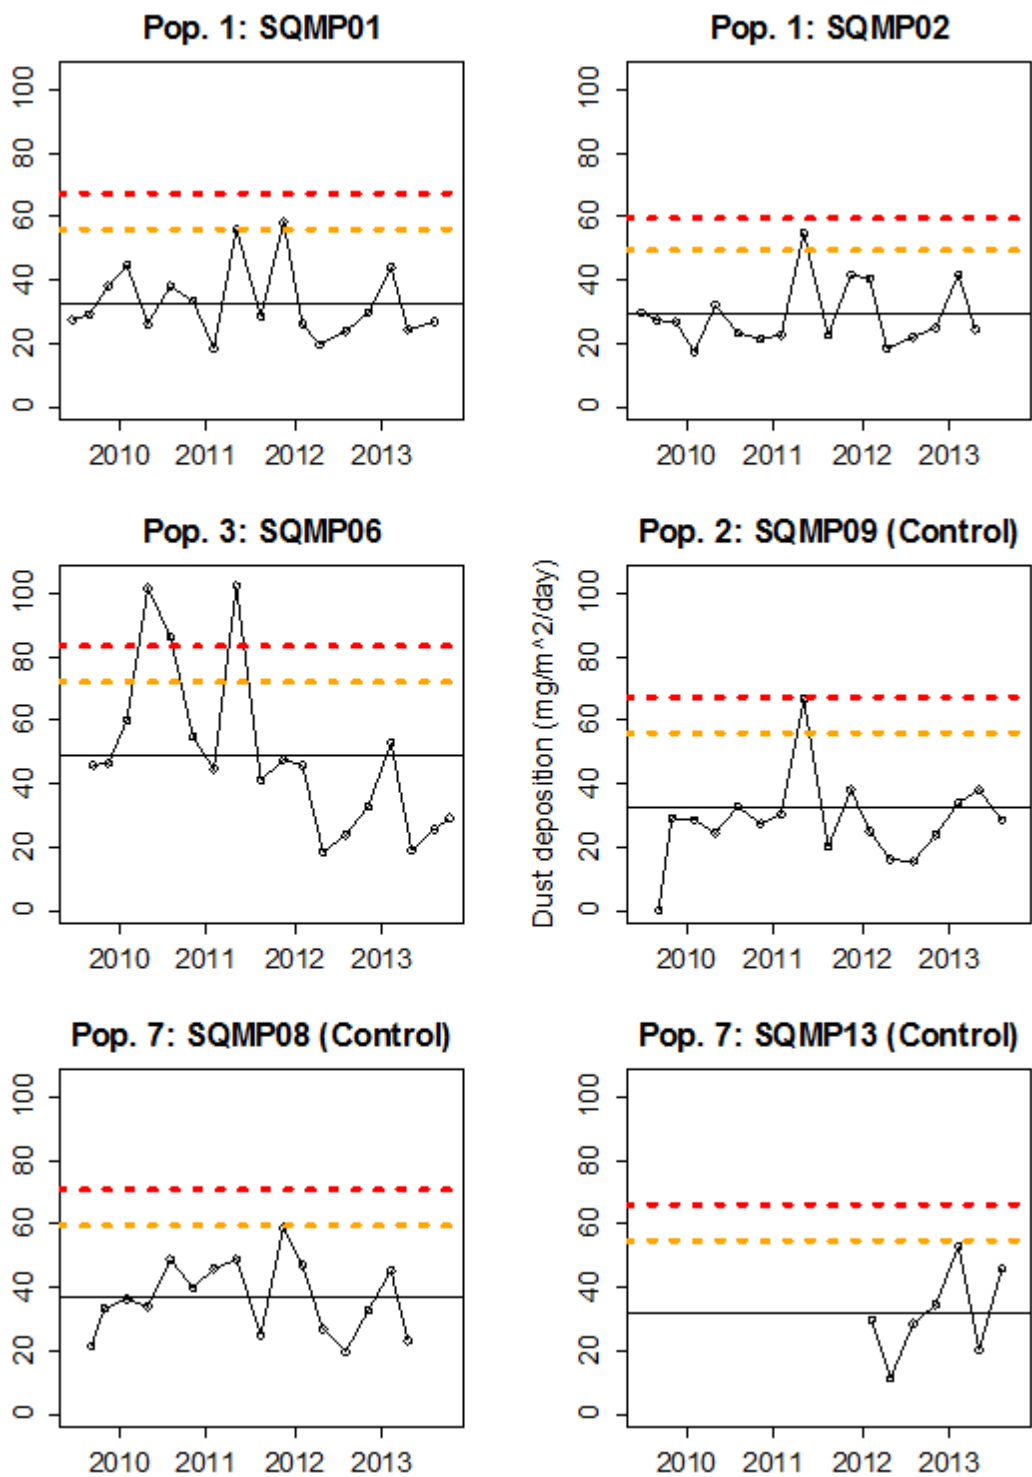 Pop. 1: SQMP01
100
80
60
40
20
0
2010 2011 2012 2013
Pop. 1: SQMP02
100
80
60
40
20
0
2010 2011 2012 2013
Pop. 3: SQMP06
100
80
60
40
20
0
2010 2011 2012 2013
Pop. 2: SQMP09 (Control)
Dust deposition (mg/m^2/day)
100
80
60
40
20
0
2010 2011 2012 2013
Pop. 7: SQMP08 (Control)
100
80
60
40
20
0
2010 2011 2012 2013
Pop. 7: SQMP13 (Control)
100
80
60
40
20
0
2010 2011 2012 2013